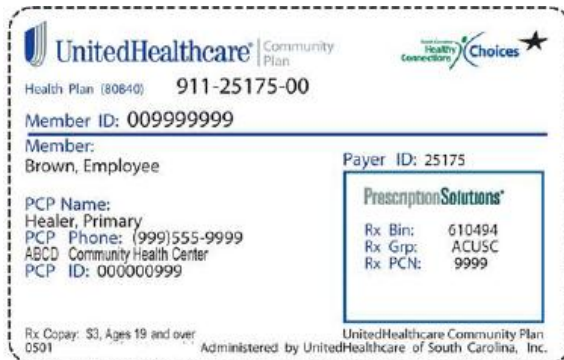 UnitedHealthcare® Community Plan
South Carolina Healthy Connections Choices
Health Plan (80840) 911-25175-00
Member ID: 009999999
Member:
Brown, Employee
Payer ID: 25175
PCP Name:
Healer, Primary
PCP Phone: (999)555-9999
ABCD Community Health Center
PCP ID: 000000999
PrescriptionSolutions®
Rx Bin: 610494
Rx Grp: ACUSC
Rx PCN: 9999
Rx Copay: $3, Ages 19 and over
UnitedHealthcare Community Plan
0501 Administered by UnitedHealthcare of South Carolina, Inc.